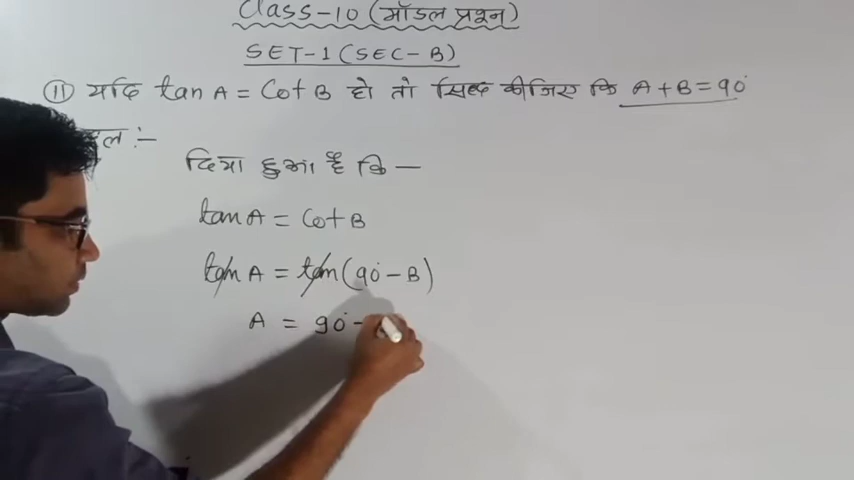 Class-10 (मॉडल प्रश्न)
SET-1 (SEC-B)
⑪ यदि tan A = Cot B हो तो सिद्ध कीजिए कि A + B = 90°
हल :-
दिया हुआ है कि —
tan A = Cot B
tan A = tan (90° - B)
A = 90° -